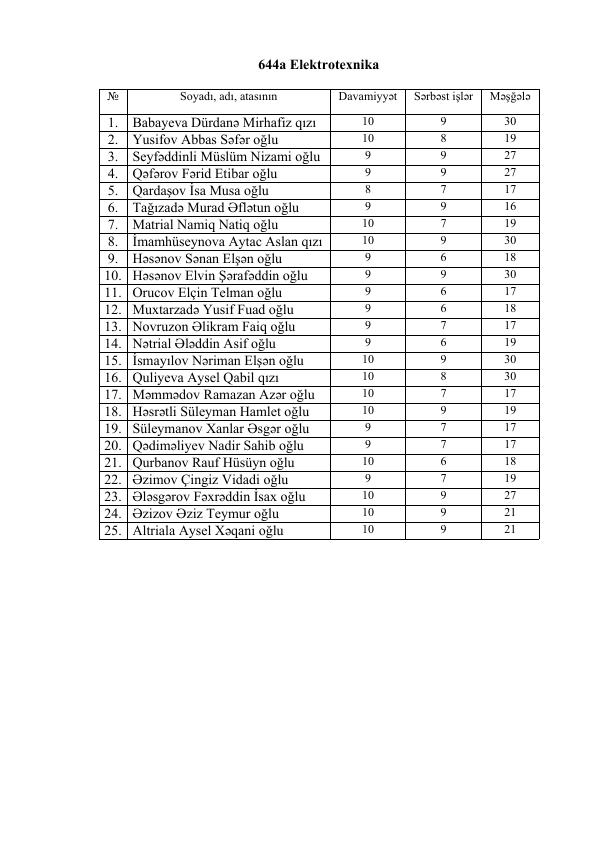 644a Elektrotexnika
№ Soyadı, adı, atasının Davamiyyət Sərbəst işlər Məşğələ
1. Babayeva Dürdanə Mirhafiz qızı 10 9 30
2. Yusifov Abbas Səfər oğlu 10 8 19
3. Seyfəddinli Müslüm Nizami oğlu 9 9 27
4. Qəfərov Fərid Etibar oğlu 9 9 27
5. Qardaşov İsa Musa oğlu 8 7 17
6. Tağızadə Murad Əflətun oğlu 9 9 16
7. Matrial Namiq Natiq oğlu 10 7 19
8. İmamhüseynova Aytac Aslan qızı 10 9 30
9. Həsənov Sənan Elşən oğlu 9 6 18
10. Həsənov Elvin Şərafəddin oğlu 9 9 30
11. Orucov Elçin Telman oğlu 9 6 17
12. Muxtarzadə Yusif Fuad oğlu 9 6 18
13. Novruzon Əlikram Faiq oğlu 9 7 17
14. Nətrial Ələddin Asif oğlu 9 6 19
15. İsmayılov Nəriman Elşən oğlu 10 9 30
16. Quliyeva Aysel Qabil qızı 10 8 30
17. Məmmədov Ramazan Azər oğlu 10 7 17
18. Həsrətli Süleyman Hamlet oğlu 10 9 19
19. Süleymanov Xanlar Əsgər oğlu 9 7 17
20. Qədiməliyev Nadir Sahib oğlu 9 7 17
21. Qurbanov Rauf Hüsüyn oğlu 10 6 18
22. Əzimov Çingiz Vidadi oğlu 9 7 19
23. Ələsgərov Fəxrəddin İsax oğlu 10 9 27
24. Əzizov Əziz Teymur oğlu 10 9 21
25. Altriala Aysel Xəqani oğlu 10 9 21